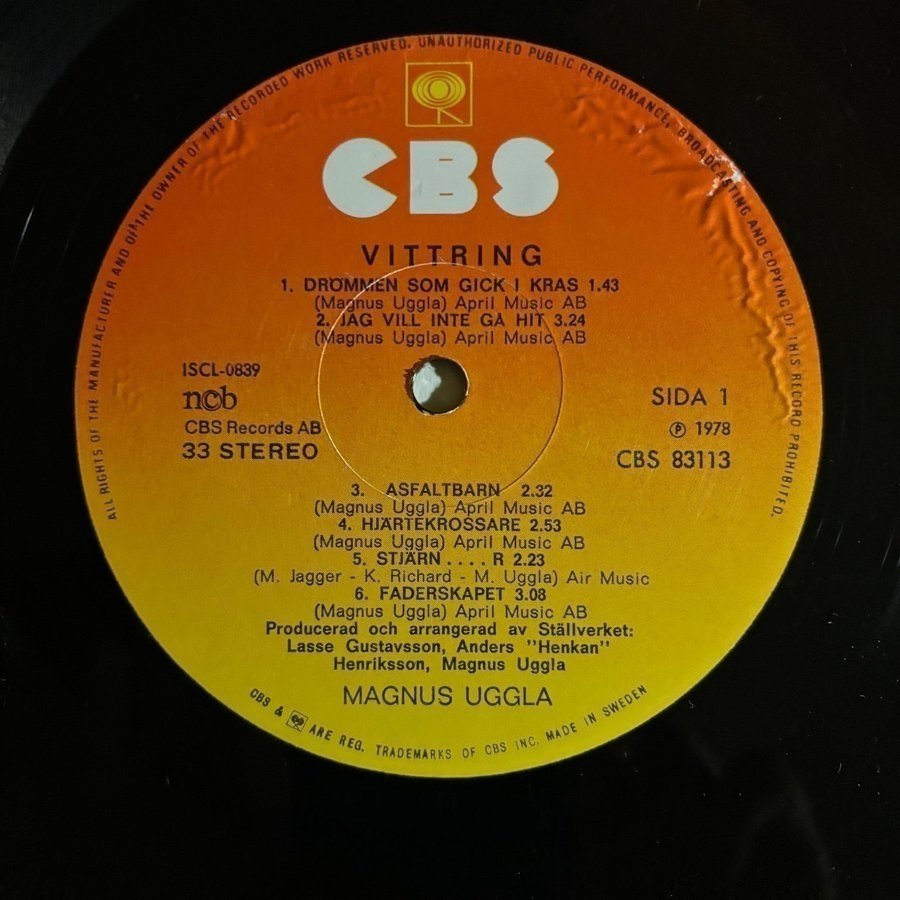 ALL RIGHTS OF THE MANUFACTURER AND OF THE OWNER OF THE RECORDED WORK RESERVED. UNAUTHORIZED PUBLIC PERFORMANCE, BROADCASTING AND COPYING OF THIS RECORD PROHIBITED.
CBS
VITTRING
1. DRÖMMEN SOM GICK I KRAS 1.43
(Magnus Uggla) April Music AB
2. JAG VILL INTE GÅ HIT 3.24
(Magnus Uggla) April Music AB
ISCL-0839
ncb
CBS Records AB
33 STEREO
SIDA 1
℗ 1978
CBS 83113
3. ASFALTBARN 2.32
(Magnus Uggla) April Music AB
4. HJÄRTEKROSSARE 2.53
(Magnus Uggla) April Music AB
5. STJÄRN . . . . R 2.23
(M. Jagger - K. Richard - M. Uggla) Air Music
6. FADERSKAPET 3.08
(Magnus Uggla) April Music AB
Producerad och arrangerad av Ställverket:
Lasse Gustavsson, Anders "Henkan"
Henriksson, Magnus Uggla
MAGNUS UGGLA
CBS & ARE REG. TRADEMARKS OF CBS INC. MADE IN SWEDEN